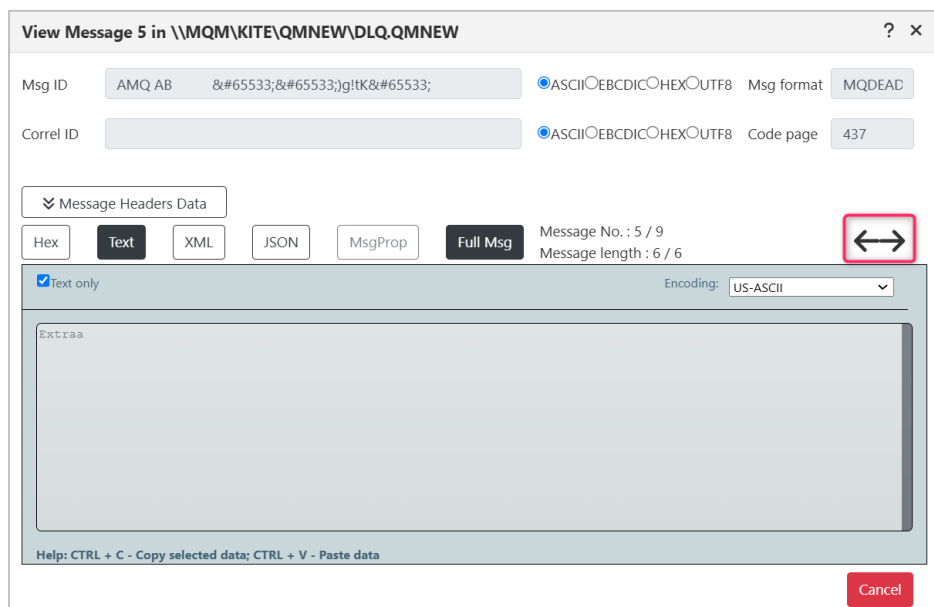 View Message 5 in \\MQM\KITE\QMNEW\DLQ.QMNEW ? ×
Msg ID AMQ AB &#65533;&#65533;)g!tK&#65533; ASCII EBCDIC HEX UTF8 Msg format MQDEAD
Correl ID ASCII EBCDIC HEX UTF8 Code page 437
Message Headers Data
Hex Text XML JSON MsgProp Full Msg Message No. : 5 / 9
Message length : 6 / 6
Text only Encoding: US-ASCII
Extraa
Help: CTRL + C - Copy selected data; CTRL + V - Paste data
Cancel